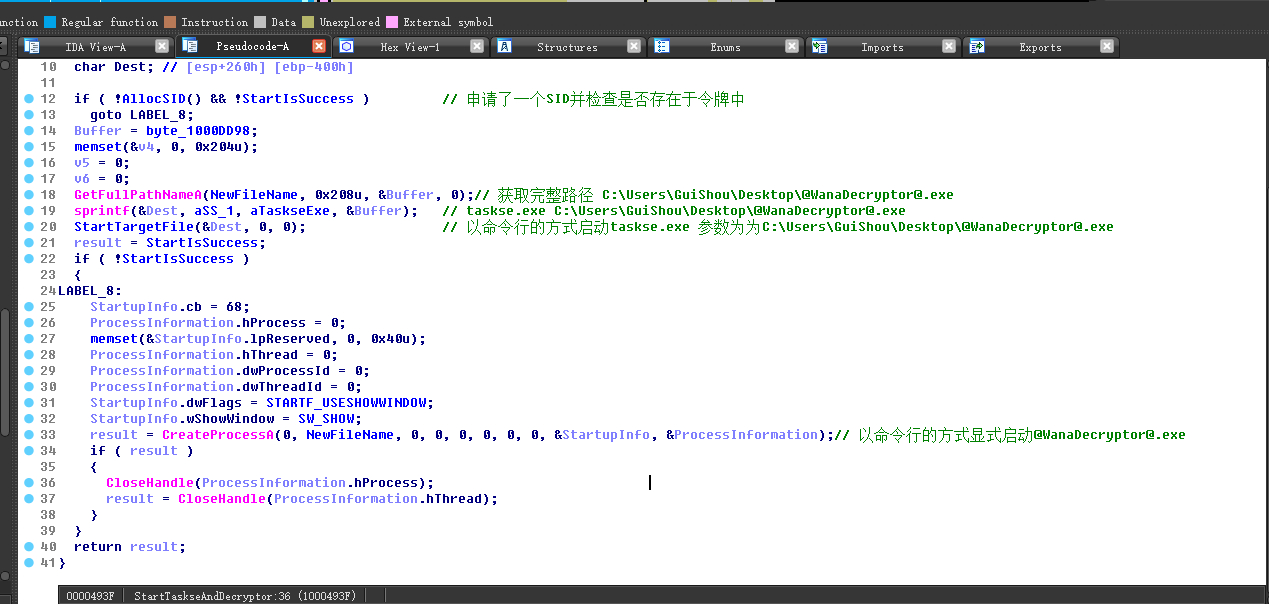 nction Regular function Instruction Data Unexplored External symbol
IDA View-A Pseudocode-A Hex View-1 Structures Enums Imports Exports
10 char Dest; // [esp+260h] [ebp-400h]
11
12 if ( !AllocSID() && !StartIsSuccess ) // 申请了一个SID并检查是否存在于令牌中
13 goto LABEL_8;
14 Buffer = byte_1000DD98;
15 memset(&v4, 0, 0x204u);
16 v5 = 0;
17 v6 = 0;
18 GetFullPathNameA(NewFileName, 0x208u, &Buffer, 0);// 获取完整路径 C:\Users\GuiShou\Desktop\@WanaDecryptor@.exe
19 sprintf(&Dest, aSS_1, aTaskseExe, &Buffer); // taskse.exe C:\Users\GuiShou\Desktop\@WanaDecryptor@.exe
20 StartTargetFile(&Dest, 0, 0); // 以命令行的方式启动taskse.exe 参数为为C:\Users\GuiShou\Desktop\@WanaDecryptor@.exe
21 result = StartIsSuccess;
22 if ( !StartIsSuccess )
23 {
24 LABEL_8:
25 StartupInfo.cb = 68;
26 ProcessInformation.hProcess = 0;
27 memset(&StartupInfo.lpReserved, 0, 0x40u);
28 ProcessInformation.hThread = 0;
29 ProcessInformation.dwProcessId = 0;
30 ProcessInformation.dwThreadId = 0;
31 StartupInfo.dwFlags = STARTF_USESHOWWINDOW;
32 StartupInfo.wShowWindow = SW_SHOW;
33 result = CreateProcessA(0, NewFileName, 0, 0, 0, 0, 0, 0, &StartupInfo, &ProcessInformation);// 以命令行的方式显式启动@WanaDecryptor@.exe
34 if ( result )
35 {
36 CloseHandle(ProcessInformation.hProcess);
37 result = CloseHandle(ProcessInformation.hThread);
38 }
39 }
40 return result;
41 }
0000493F StartTaskseAndDecryptor:36 (1000493F)